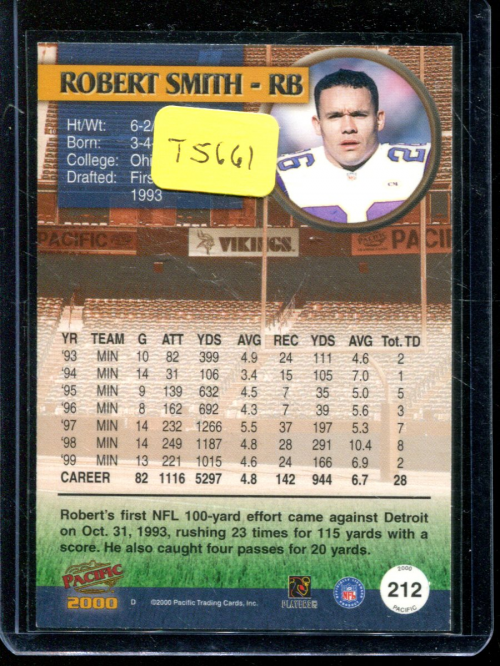 ROBERT SMITH - RB
Ht/Wt: 6-2/
Born: 3-4-
College: Ohi
Drafted: Firs
1993
T5661
26
PACIFIC
VIKINGS.
PACI
YR TEAM G ATT YDS AVG REC YDS AVG Tot. TD
'93 MIN 10 82 399 4.9 24 111 4.6 2
'94 MIN 14 31 106 3.4 15 105 7.0 1
'95 MIN 9 139 632 4.5 7 35 5.0 5
'96 MIN 8 162 692 4.3 7 39 5.6 3
'97 MIN 14 232 1266 5.5 37 197 5.3 7
'98 MIN 14 249 1187 4.8 28 291 10.4 8
'99 MIN 13 221 1015 4.6 24 166 6.9 2
CAREER 82 1116 5297 4.8 142 944 6.7 28
Robert's first NFL 100-yard effort came against Detroit
on Oct. 31, 1993, rushing 23 times for 115 yards with
a score. He also caught four passes for 20 yards.
PACIFIC
2000 D ©2000 Pacific Trading Cards, Inc.
PLAYERS
NFL
2000
212
PACIFIC